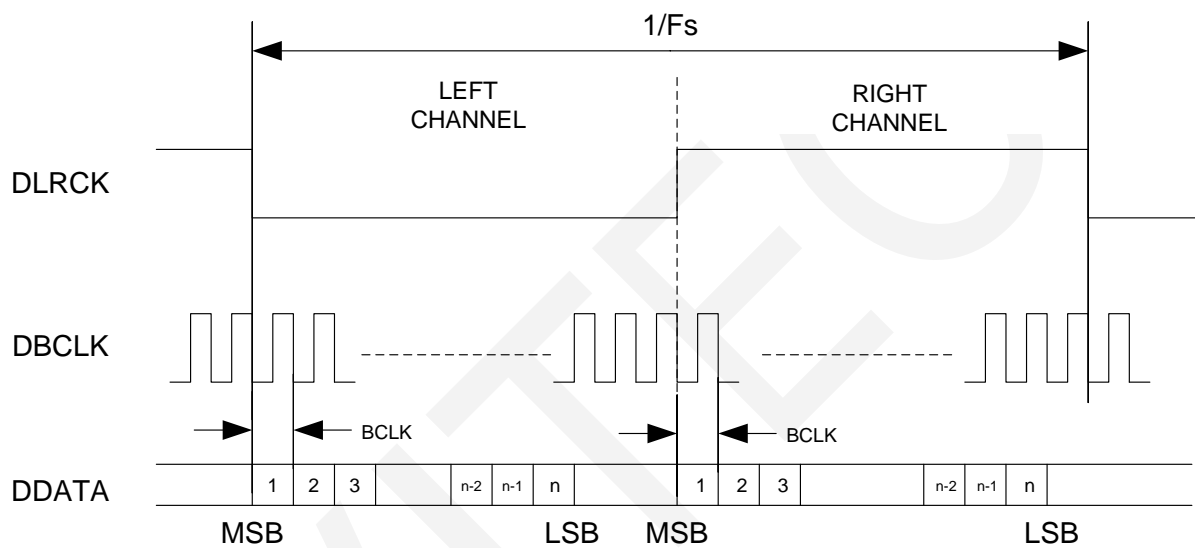 1/Fs
LEFT
CHANNEL
RIGHT
CHANNEL
DLRCK
DBCLK
BCLK
BCLK
DDATA
1 2 3 n-2 n-1 n 1 2 3 n-2 n-1 n
MSB LSB MSB LSB